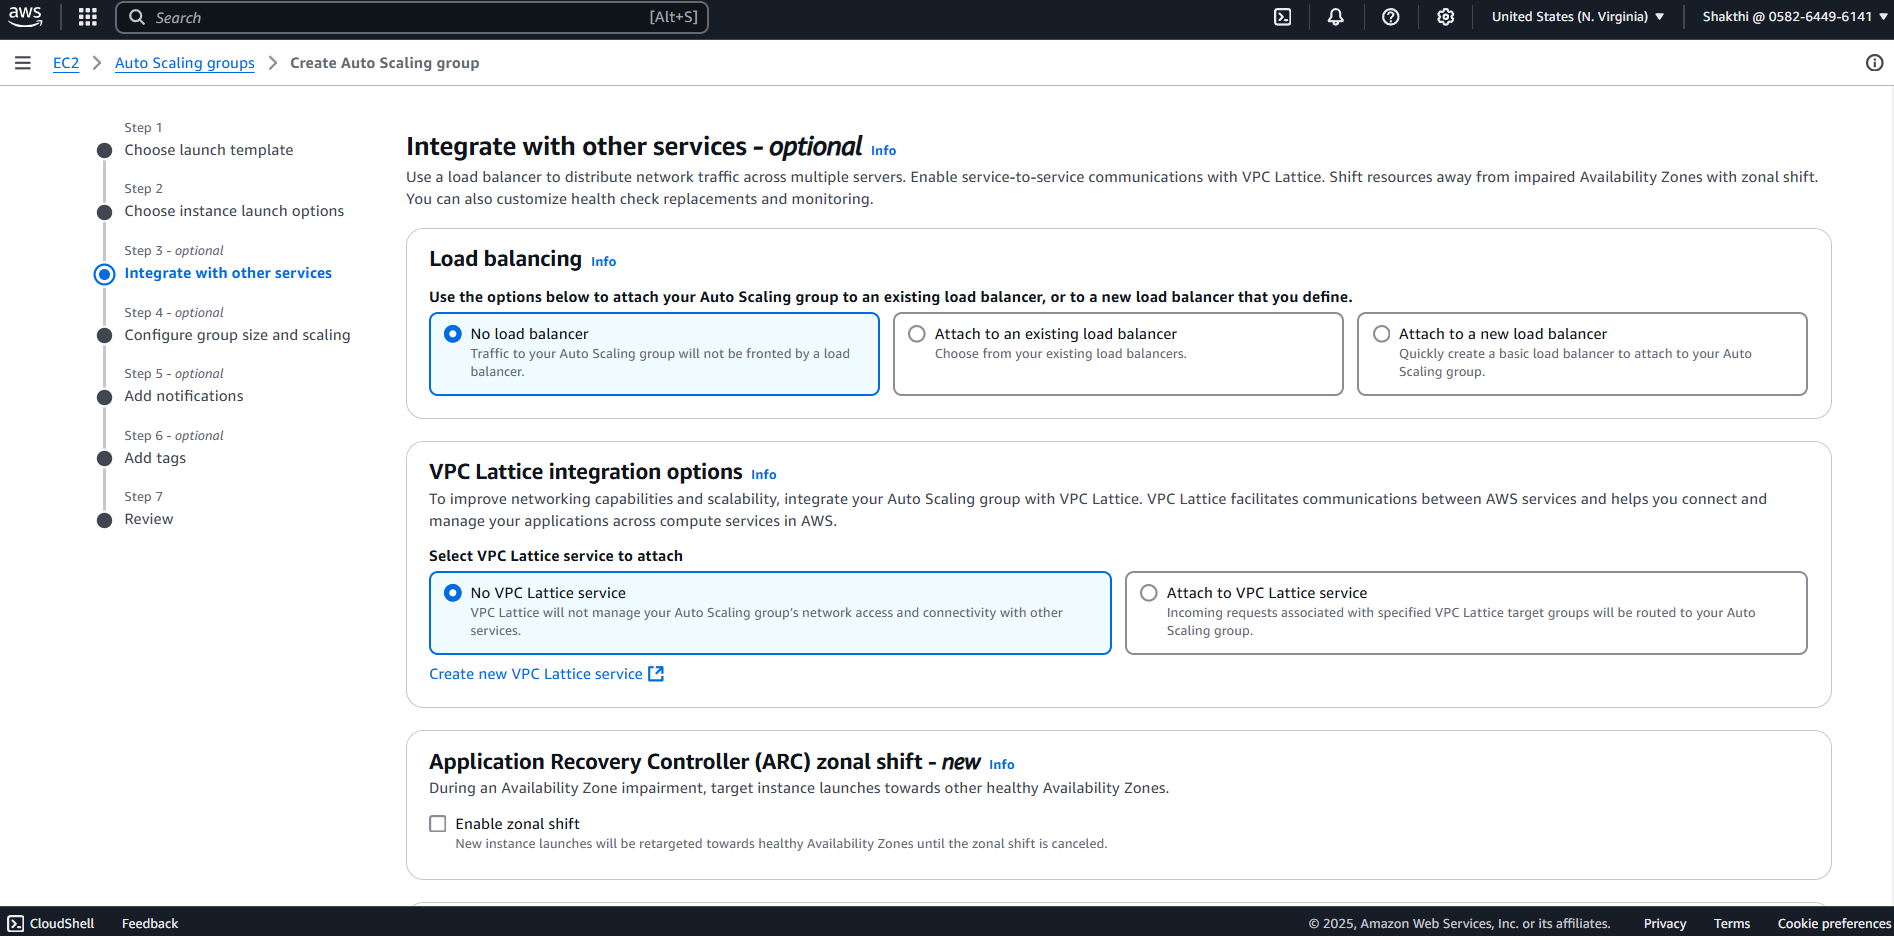 aws
Search [Alt+S]
United States (N. Virginia)
Shakthi @ 0582-6449-6141
EC2 Auto Scaling groups Create Auto Scaling group
Step 1
Choose launch template
Step 2
Choose instance launch options
Step 3 - optional
Integrate with other services
Step 4 - optional
Configure group size and scaling
Step 5 - optional
Add notifications
Step 6 - optional
Add tags
Step 7
Review
Integrate with other services - optional Info
Use a load balancer to distribute network traffic across multiple servers. Enable service-to-service communications with VPC Lattice. Shift resources away from impaired Availability Zones with zonal shift.
You can also customize health check replacements and monitoring.
Load balancing Info
Use the options below to attach your Auto Scaling group to an existing load balancer, or to a new load balancer that you define.
No load balancer
Traffic to your Auto Scaling group will not be fronted by a load
balancer.
Attach to an existing load balancer
Choose from your existing load balancers.
Attach to a new load balancer
Quickly create a basic load balancer to attach to your Auto
Scaling group.
VPC Lattice integration options Info
To improve networking capabilities and scalability, integrate your Auto Scaling group with VPC Lattice. VPC Lattice facilitates communications between AWS services and helps you connect and
manage your applications across compute services in AWS.
Select VPC Lattice service to attach
No VPC Lattice service
VPC Lattice will not manage your Auto Scaling group's network access and connectivity with other
services.
Attach to VPC Lattice service
Incoming requests associated with specified VPC Lattice target groups will be routed to your Auto
Scaling group.
Create new VPC Lattice service
Application Recovery Controller (ARC) zonal shift - new Info
During an Availability Zone impairment, target instance launches towards other healthy Availability Zones.
Enable zonal shift
New instance launches will be retargeted towards healthy Availability Zones until the zonal shift is canceled.
CloudShell Feedback
© 2025, Amazon Web Services, Inc. or its affiliates. Privacy Terms Cookie preferences